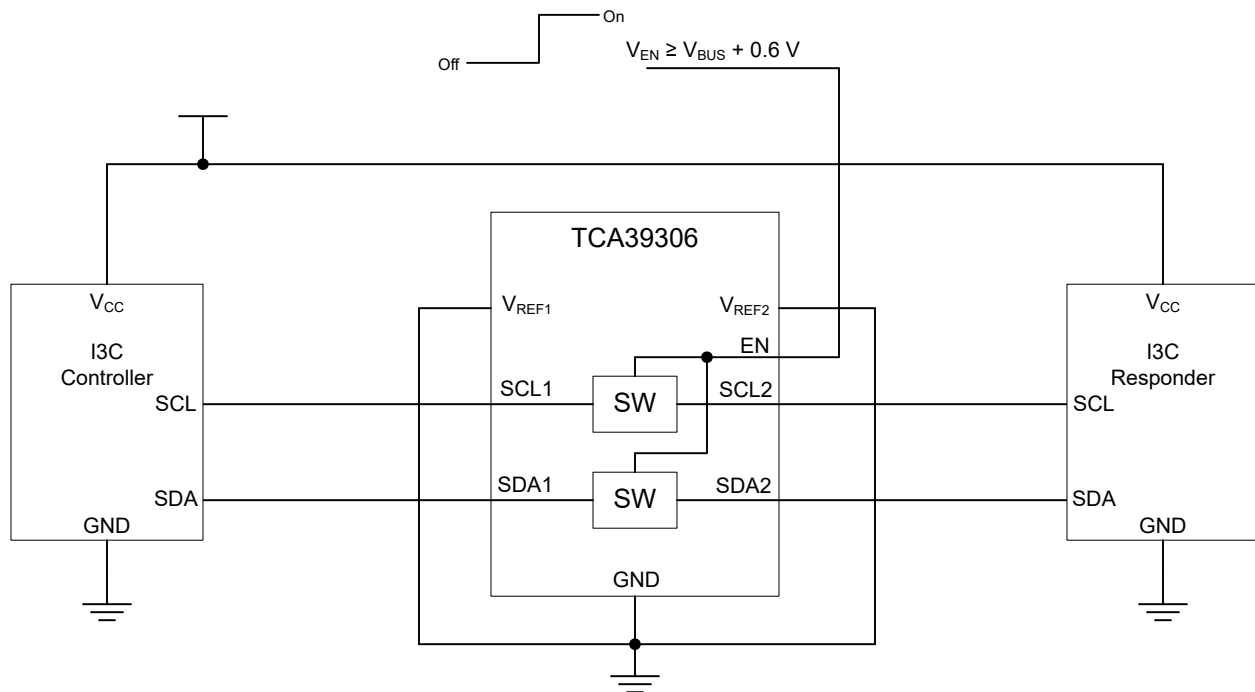 On
Off
V_EN ≥ V_BUS + 0.6 V
TCA39306
V_REF1
V_REF2
EN
V_CC
I3C
Controller
SCL
SDA
GND
SCL1
SW
SCL2
SDA1
SW
SDA2
GND
V_CC
I3C
Responder
SCL
SDA
GND